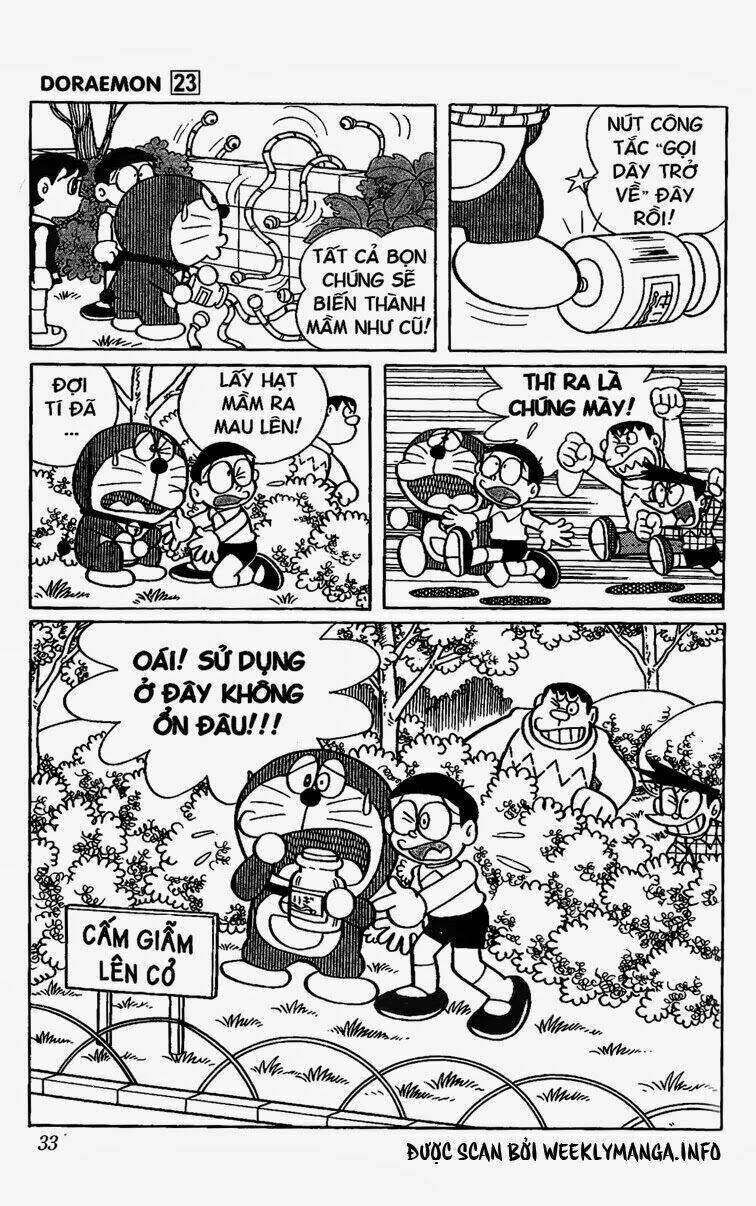 DORAEMON 23
TẤT CẢ BỌN
CHÚNG SẼ
BIẾN THÀNH
MẦM NHƯ CŨ!
NÚT CÔNG
TẮC “GỌI
DÂY TRỞ
VỀ” ĐÂY
RỒI!
ĐỢI
TÍ ĐÃ
...
LẤY HẠT
MẦM RA
MAU LÊN!
THÌ RA LÀ
CHÚNG MÀY!
OÁI! SỬ DỤNG
Ở ĐÂY KHÔNG
ỔN ĐÂU!!!
CẤM GIẪM
LÊN CỎ
33
ĐƯỢC SCAN BỞI WEEKLYMANGA.INFO